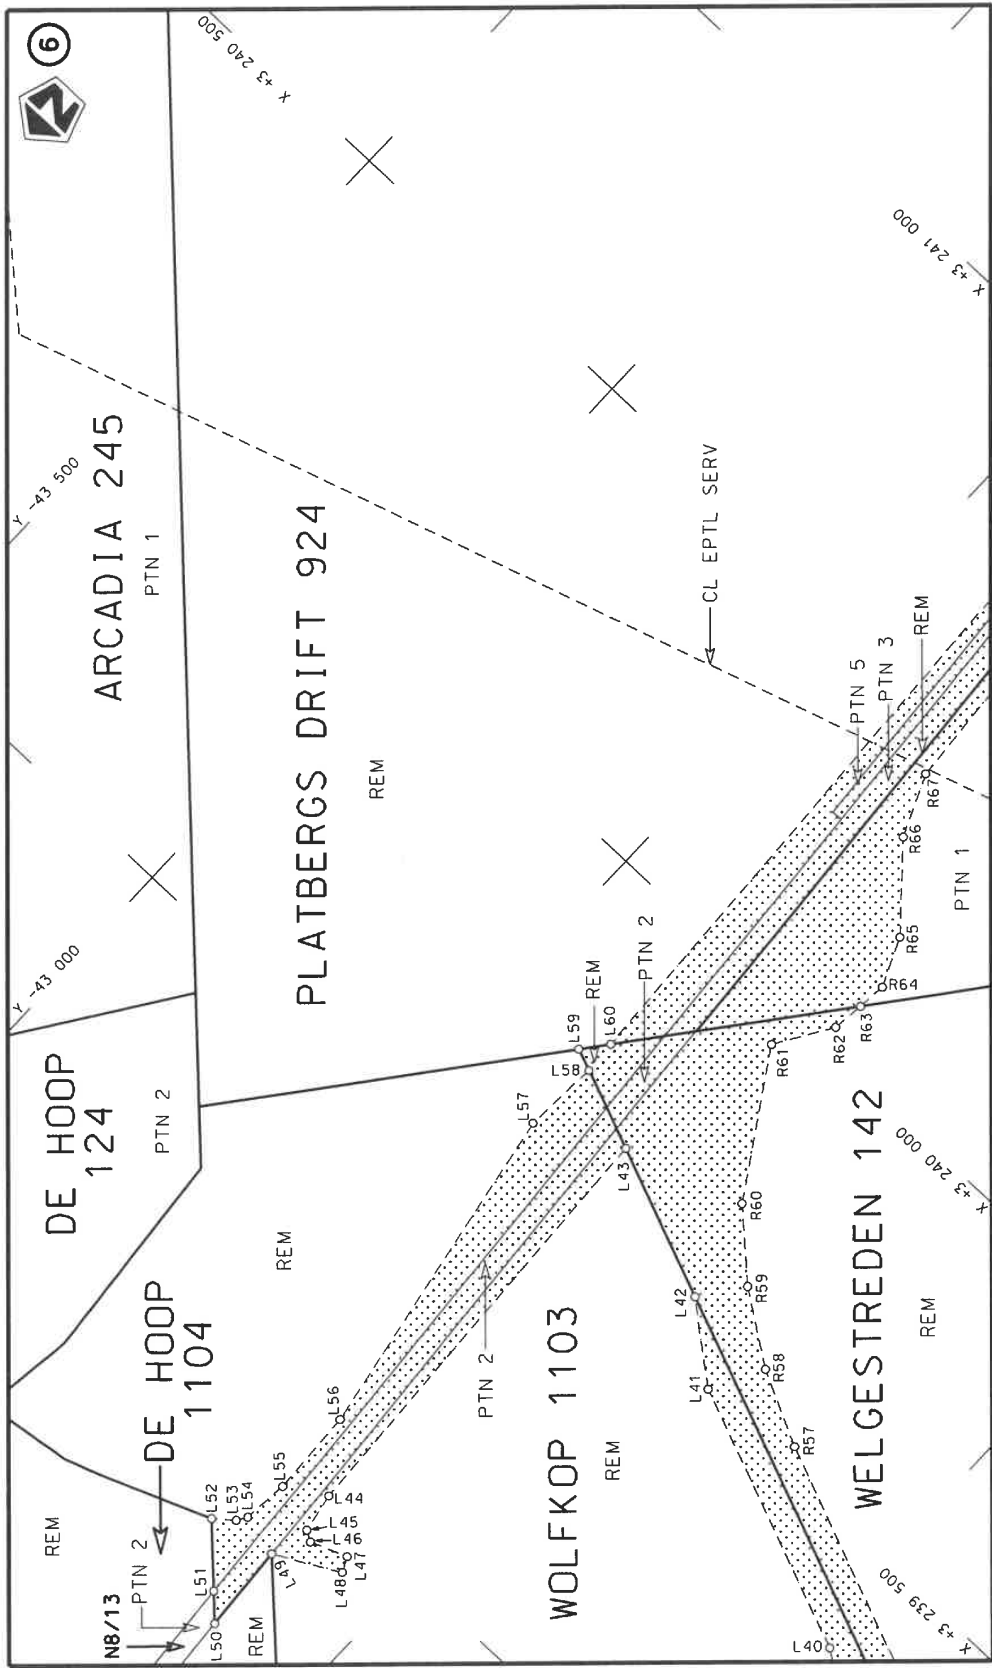 6
X +3 240 500
Y -43 500
ARCADIA 245
PTN 1
PLATBERGS DRIFT 924
REM
X +3 241 000
CL EPTL SERV
Y -43 000
DE HOOP
124
PTN 2
REM
DE HOOP
1104
REM
PTN 2
N8/13
L50
L51
L52
L53
L54
L55
L56
L57
L58
L59
L60
REM
L49
L44
L45
L46
L47
L48
PTN 2
WOLFKOP 1103
REM
REM
PTN 2
L43
L42
L41
L40
PTN 5
PTN 3
REM
R67
R66
R65
R64
R63
R62
R61
R60
R59
R58
R57
PTN 1
WELGESTREDEN 142
REM
X +3 240 000
X +3 239 500